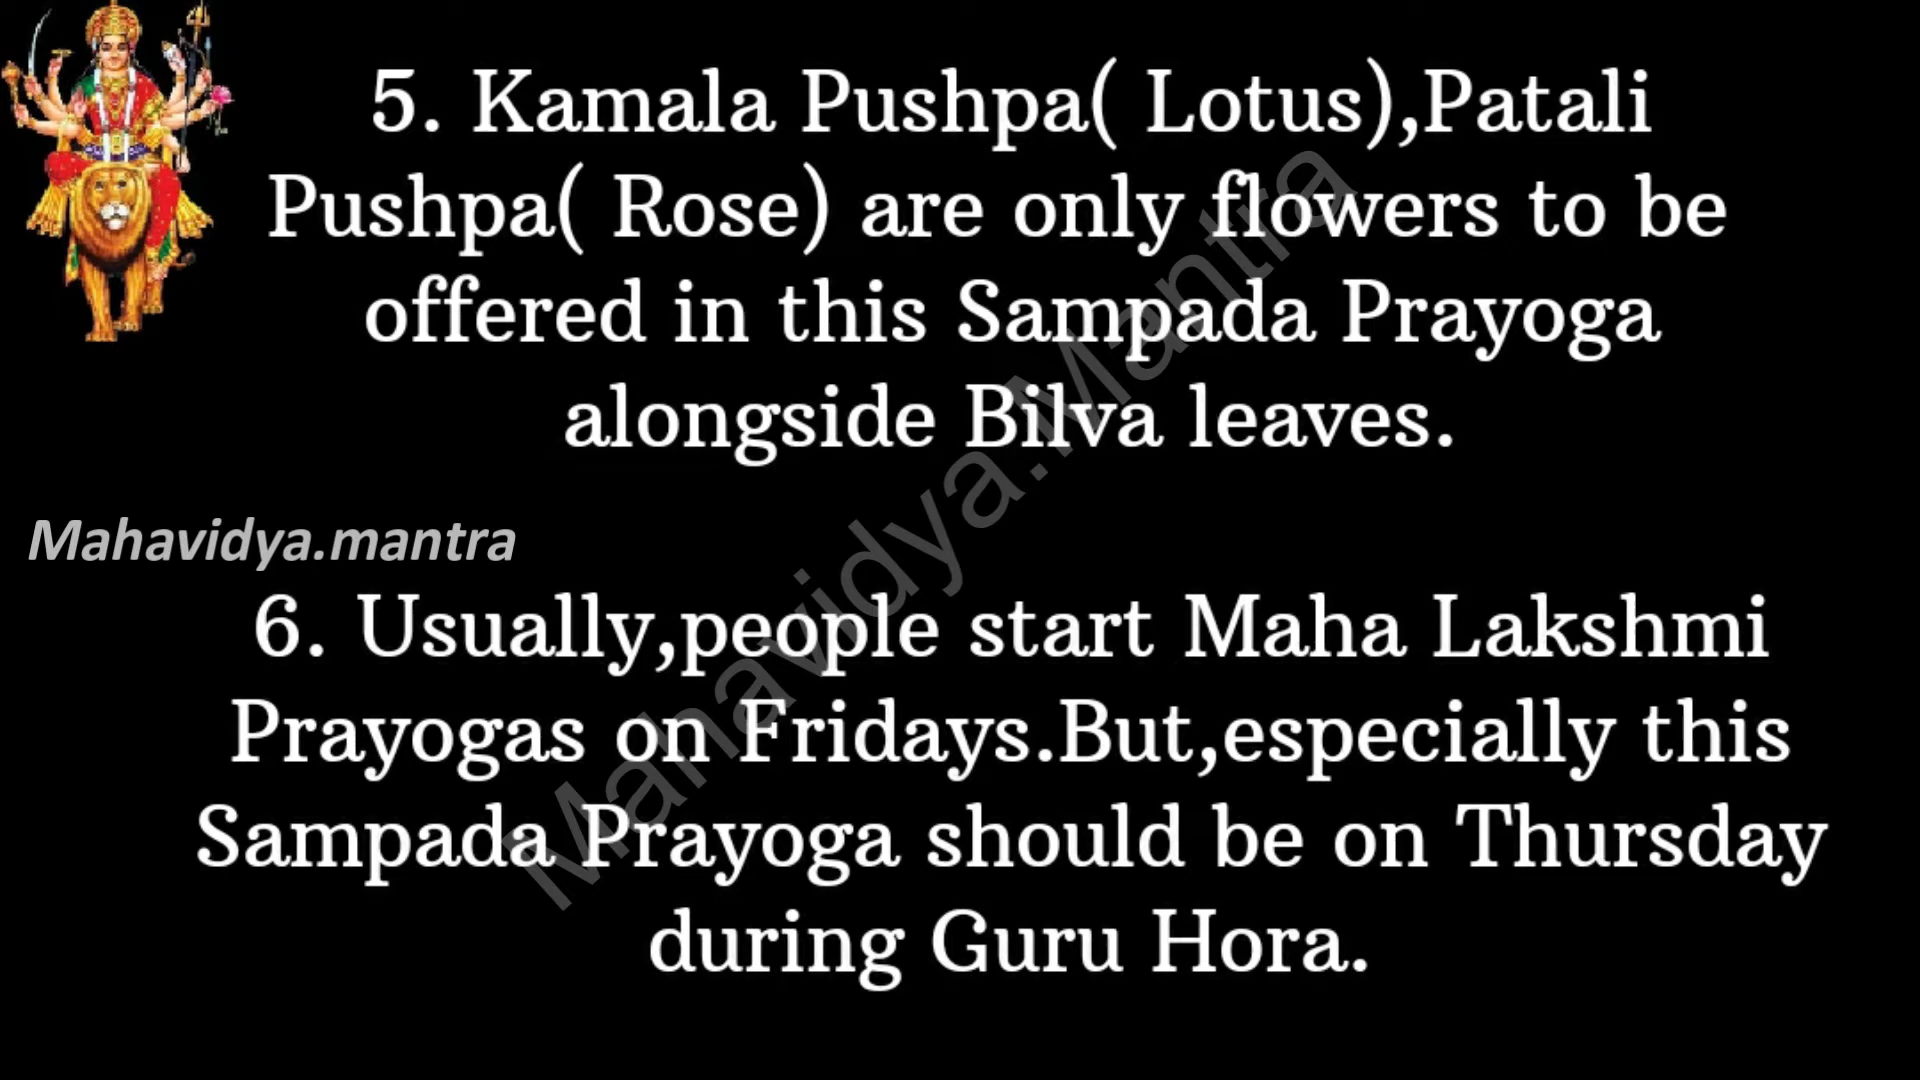 5. Kamala Pushpa( Lotus),Patali
Pushpa( Rose) are only flowers to be
offered in this Sampada Prayoga
alongside Bilva leaves.
Mahavidya.mantra
Mahavidya.Mantra
6. Usually,people start Maha Lakshmi
Prayogas on Fridays.But,especially this
Sampada Prayoga should be on Thursday
during Guru Hora.